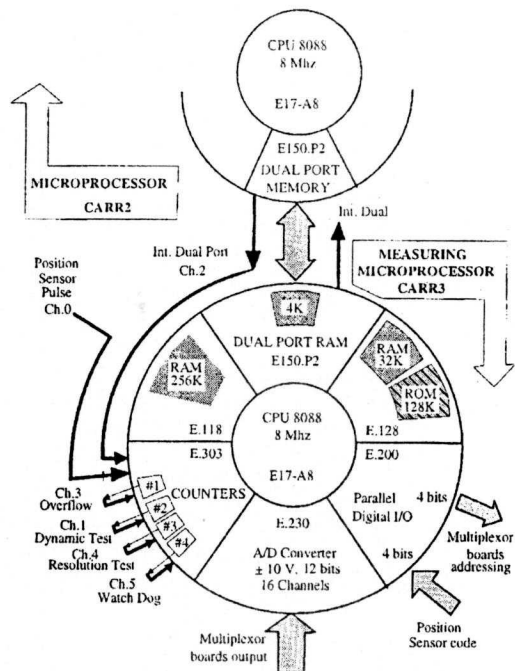 CPU 8088
8 Mhz
E17-A8
E150.P2
DUAL PORT
MEMORY
MICROPROCESSOR
CARR2
Int. Dual
Int. Dual Port
Ch.2
Position
Sensor
Pulse
Ch.0
MEASURING
MICROPROCESSOR
CARR3
4K
DUAL PORT RAM
E150.P2
RAM
256K
RAM
32K
ROM
128K
E.118
E.128
CPU 8088
8 Mhz
E17-A8
E.303
E.200
COUNTERS
#1
#2
#3
#4
Ch.3
Overflow
Ch.1
Dynamic Test
Ch.4
Resolution Test
Ch.5
Watch Dog
E.230
A/D Converter
± 10 V, 12 bits
16 Channels
Parallel
Digital I/O
4 bits
4 bits
Multiplexor
boards
addressing
Position
Sensor code
Multiplexor
boards output